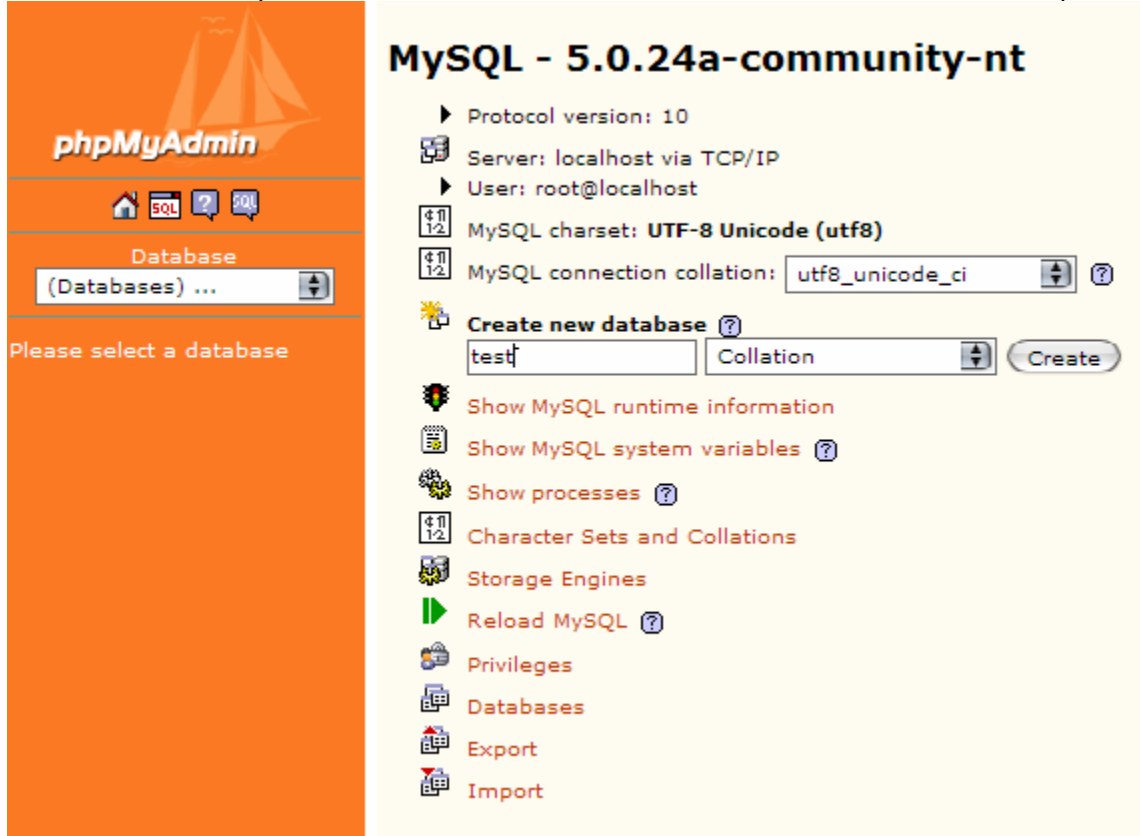 phpMyAdmin
SQL ? SQL
Database
(Databases) ...
Please select a database
MySQL - 5.0.24a-community-nt
Protocol version: 10
Server: localhost via TCP/IP
User: root@localhost
MySQL charset: UTF-8 Unicode (utf8)
MySQL connection collation: utf8_unicode_ci ?
Create new database ?
test Collation Create
Show MySQL runtime information
Show MySQL system variables ?
Show processes ?
Character Sets and Collations
Storage Engines
Reload MySQL ?
Privileges
Databases
Export
Import